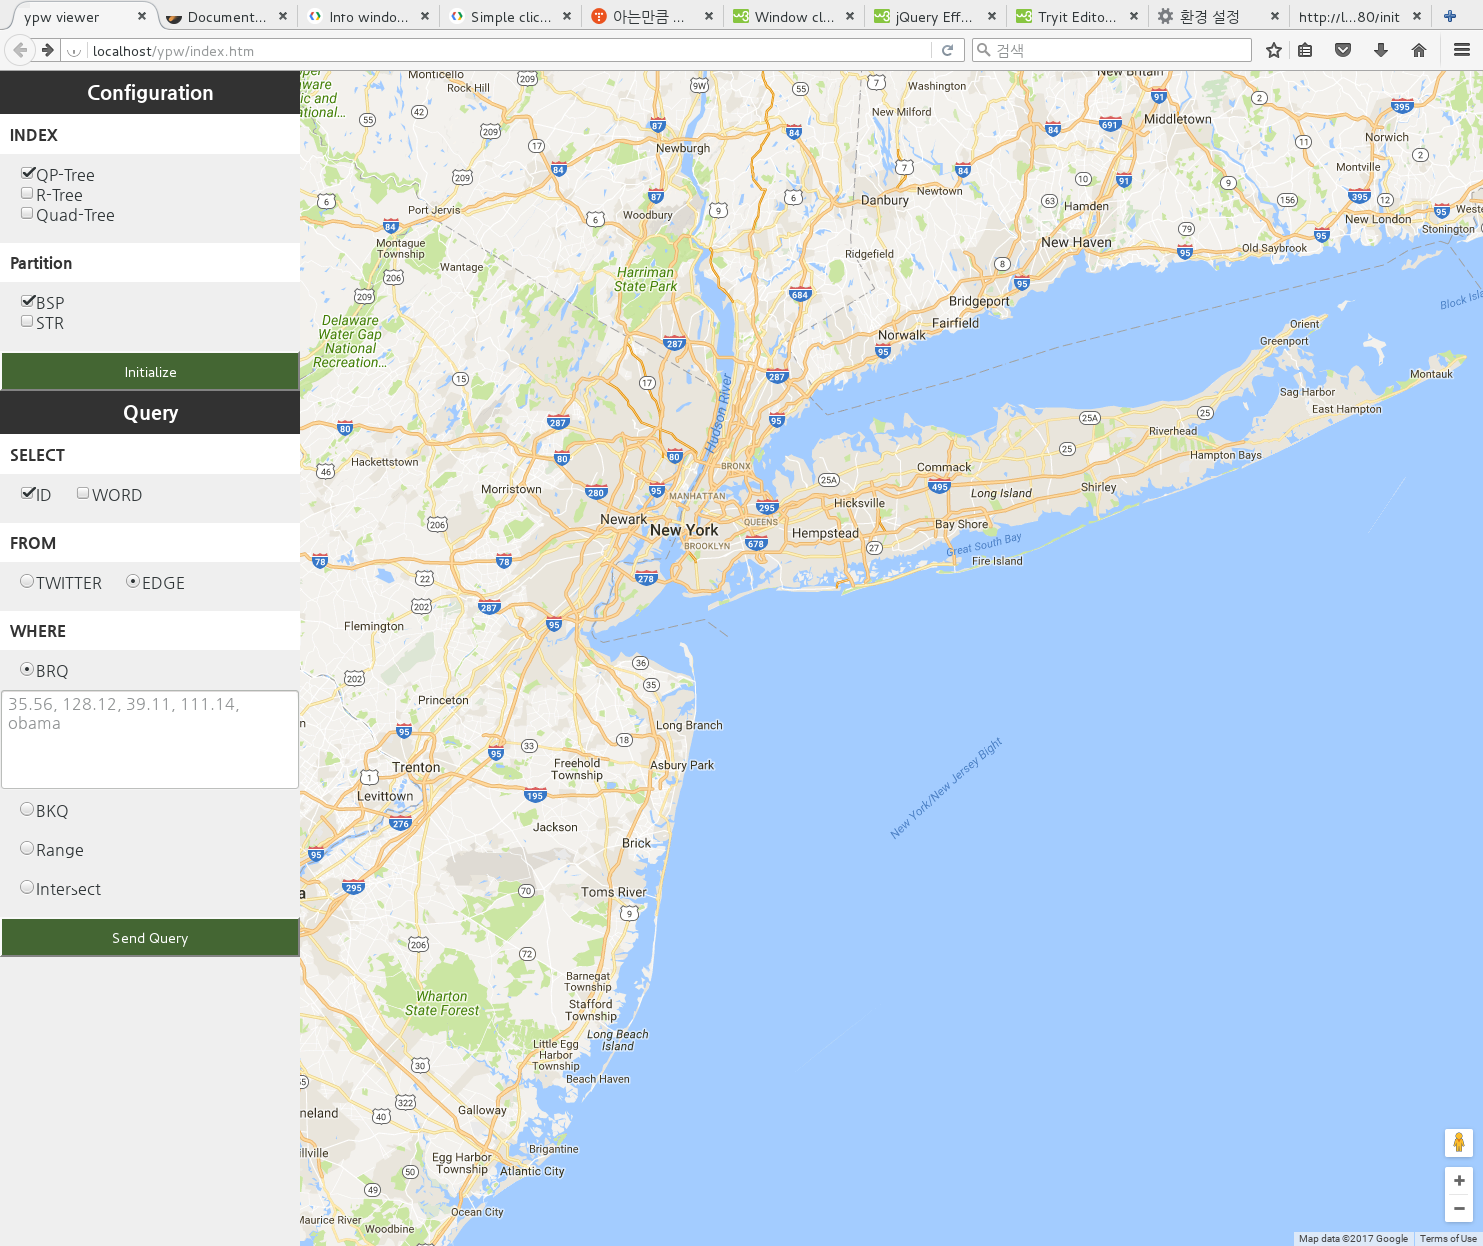 ypw viewer
Document...
Into windo...
Simple clic...
아는만큼 ...
Window cl...
jQuery Eff...
Tryit Edito...
환경 설정
http://l...80/init
localhost/ypw/index.htm
검색
Configuration
INDEX
QP-Tree
R-Tree
Quad-Tree
Partition
BSP
STR
Initialize
Query
SELECT
ID WORD
FROM
TWITTER EDGE
WHERE
BRQ
35.56, 128.12, 39.11, 111.14,
obama
BKQ
Range
Intersect
Send Query
Monticello
Rock Hill
Washington
New Britain
New Milford
Middletown
Norwich
Newburgh
Montville
Danbury
Newtown
Port Jervis
Woodbury
Hamden
New London
Stonington
Montague
Township
Wantage
Ridgefield
New Haven
Old Saybrook
Harriman
State Park
Bridgeport
Block Isl
Delaware
Water Gap
National
Recreation...
Fairfield
Norwalk
Orient
Greenport
Montauk
Hudson River
Sag Harbor
East Hampton
Riverhead
Hampton Bays
Hackettstown
BRONX
Commack
Morristown
MANHATTAN
Long Island
Shirley
Hicksville
Newark
New York
QUEENS
Hempstead
Bay Shore
BROOKLYN
Great South Bay
Fire Island
Flemington
Princeton
Long Branch
Trenton
Freehold
Township
Asbury Park
New York/New Jersey Bight
Levittown
Jackson
Brick
Toms River
Barnegat
Township
Wharton
State Forest
Stafford
Township
Long Beach
Island
Little Egg
Harbor
Township
Beach Haven
Galloway
Brigantine
Egg Harbor
Township
Atlantic City
Ocean City
Maurice River
Woodbine
Map data ©2017 Google
Terms of Use